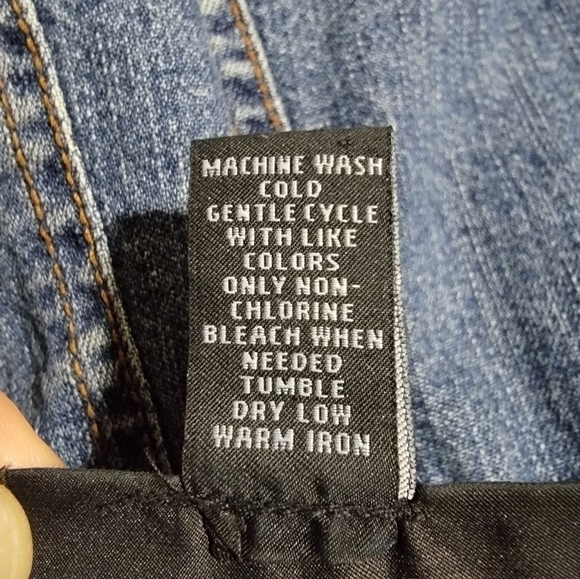 MACHINE WASH
COLD
GENTLE CYCLE
WITH LIKE
COLORS
ONLY NON-
CHLORINE
BLEACH WHEN
NEEDED
TUMBLE
DRY LOW
WARM IRON